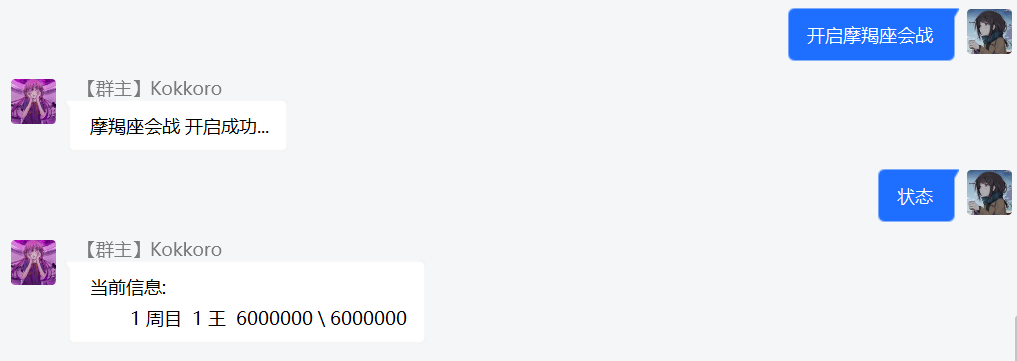 开启摩羯座会战
【群主】Kokkoro
摩羯座会战 开启成功...
状态
【群主】Kokkoro
当前信息:
1 周目 1 王 6000000 \ 6000000